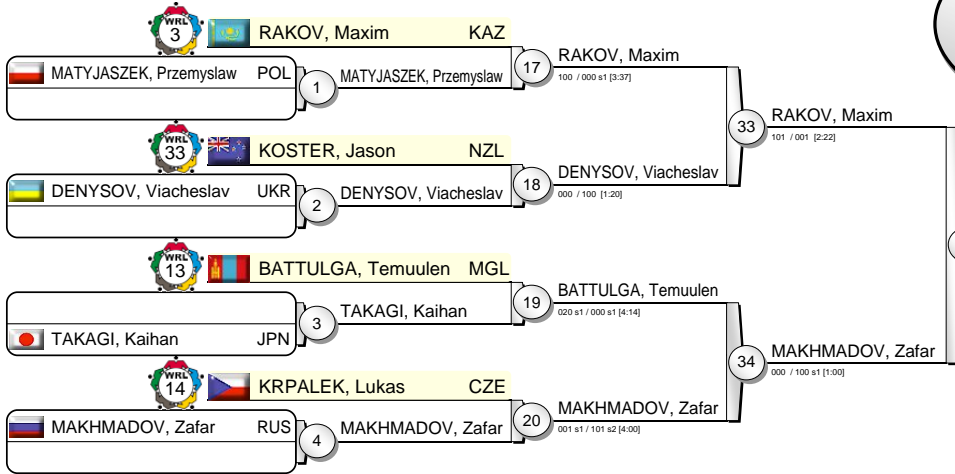 WRL
3
RAKOV, Maxim KAZ
MATYJASZEK, Przemyslaw POL
1
MATYJASZEK, Przemyslaw
17
RAKOV, Maxim
100 / 000 s1 [3:37]
WRL
33
KOSTER, Jason NZL
DENYSOV, Viacheslav UKR
2
DENYSOV, Viacheslav
18
DENYSOV, Viacheslav
000 / 100 [1:20]
33
RAKOV, Maxim
101 / 001 [2:22]
WRL
13
BATTULGA, Temuulen MGL
TAKAGI, Kaihan JPN
3
TAKAGI, Kaihan
19
BATTULGA, Temuulen
020 s1 / 000 s1 [4:14]
WRL
14
KRPALEK, Lukas CZE
MAKHMADOV, Zafar RUS
4
MAKHMADOV, Zafar
20
MAKHMADOV, Zafar
001 s1 / 101 s2 [4:00]
34
MAKHMADOV, Zafar
000 / 100 s1 [1:00]